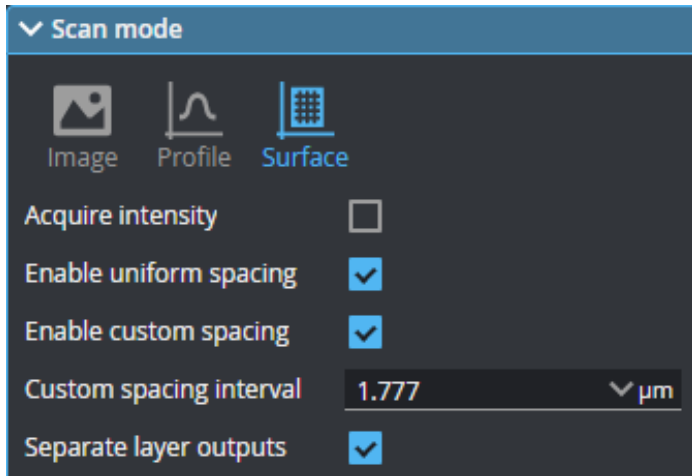 Scan mode
Image Profile Surface
Acquire intensity
Enable uniform spacing
Enable custom spacing
Custom spacing interval 1.777 µm
Separate layer outputs